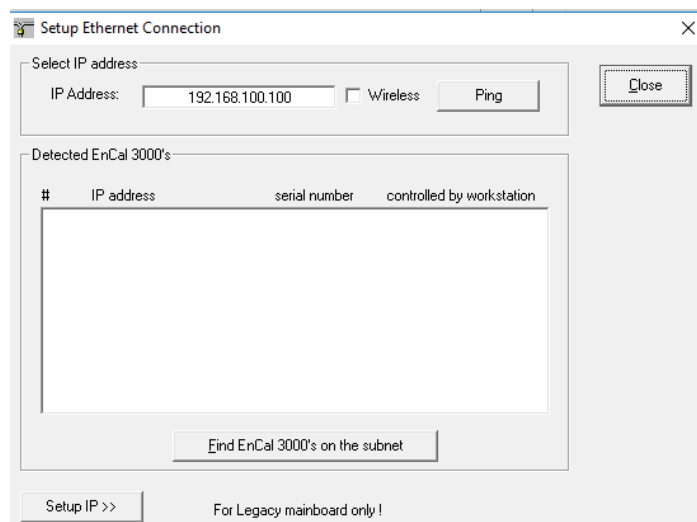 Setup Ethernet Connection
Select IP address
IP Address: 192.168.100.100 Wireless Ping
Close
Detected EnCal 3000's
# IP address serial number controlled by workstation
Find EnCal 3000's on the subnet
Setup IP >> For Legacy mainboard only !